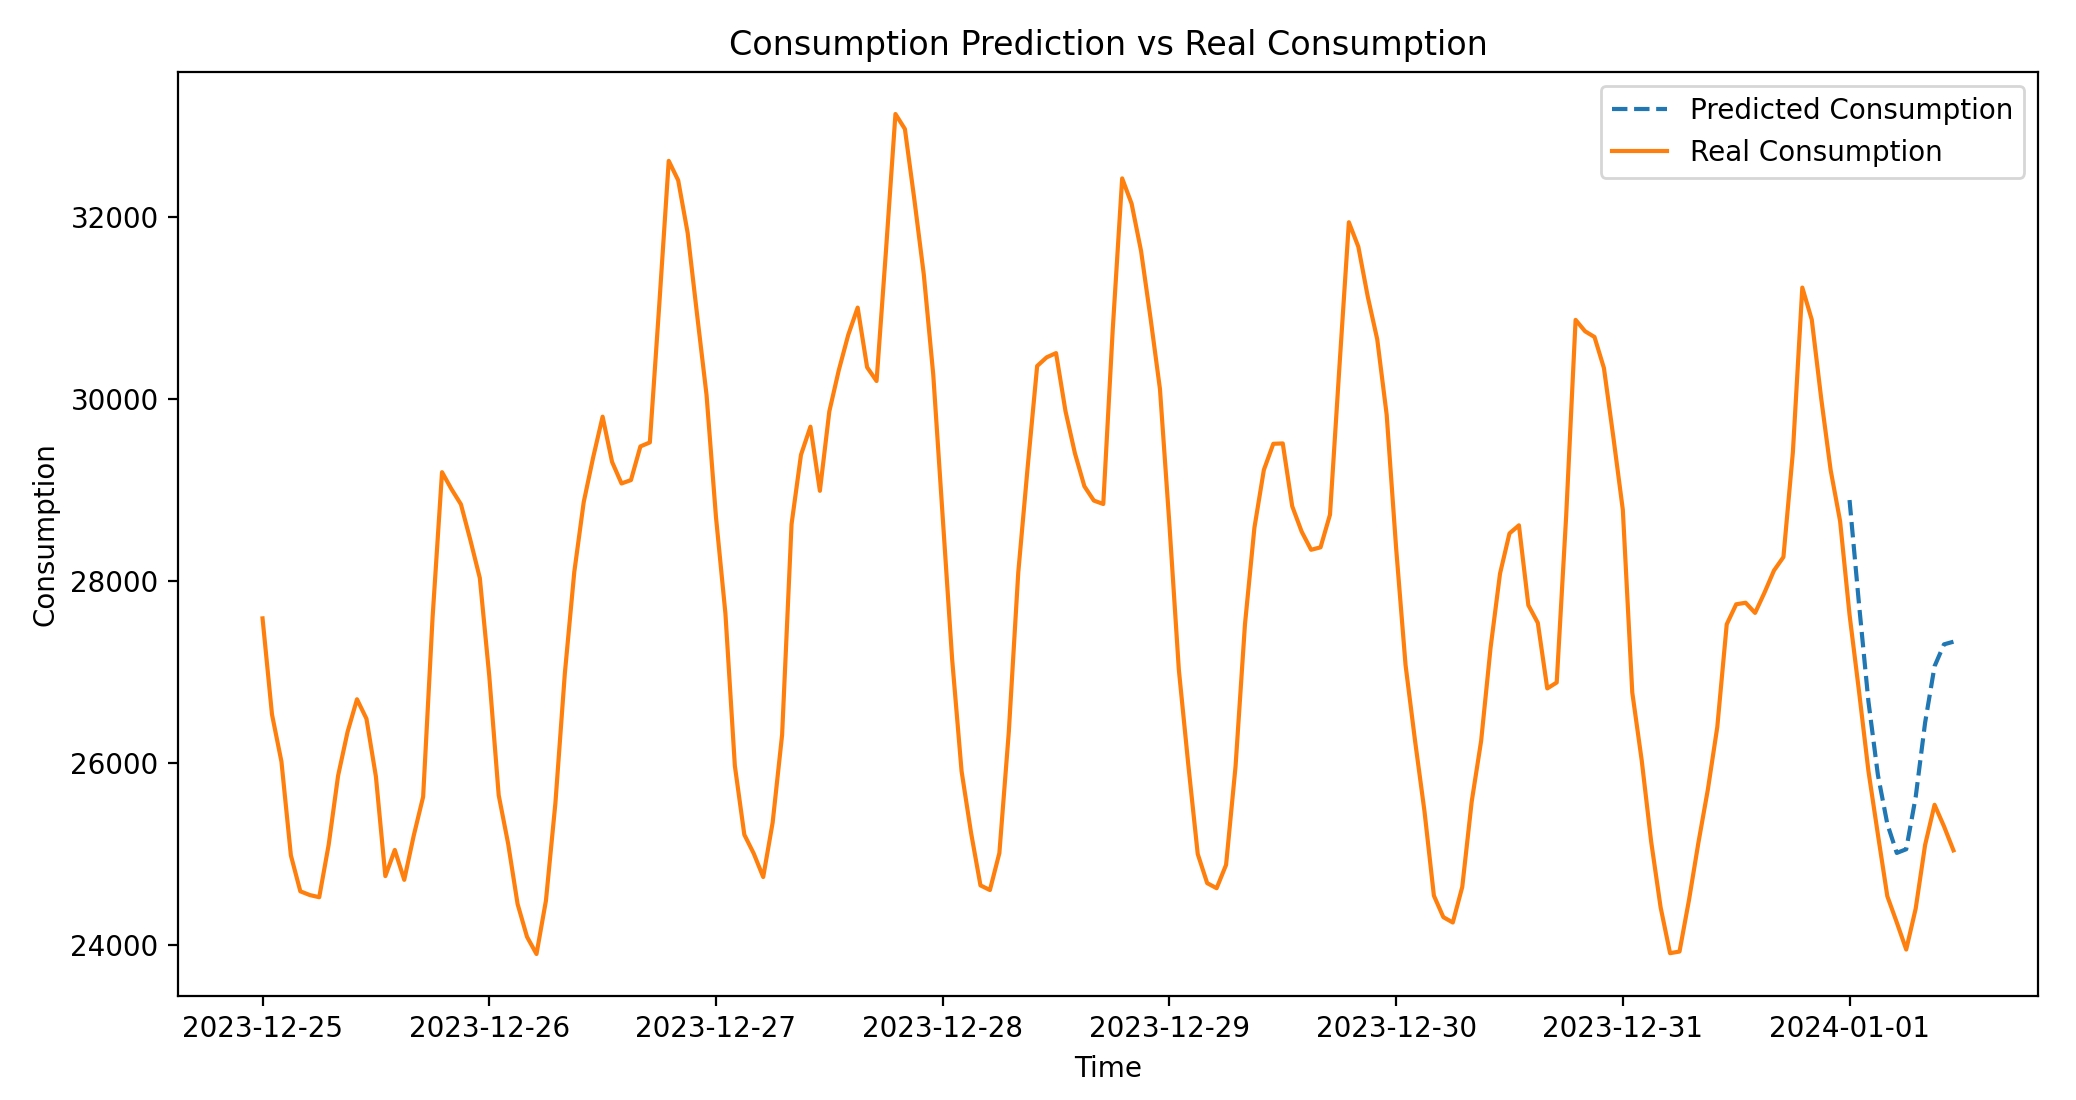 Consumption Prediction vs Real Consumption
Predicted Consumption
Real Consumption
Consumption
32000
30000
28000
26000
24000
2023-12-25 2023-12-26 2023-12-27 2023-12-28 2023-12-29 2023-12-30 2023-12-31 2024-01-01
Time